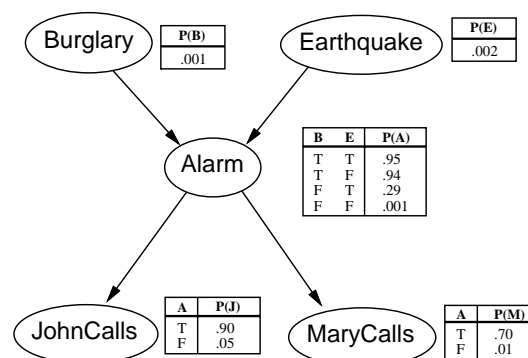 Burglary
P(B)
.001
Earthquake
P(E)
.002
Alarm
B E P(A)
T T .95
T F .94
F T .29
F F .001
JohnCalls
A P(J)
T .90
F .05
MaryCalls
A P(M)
T .70
F .01